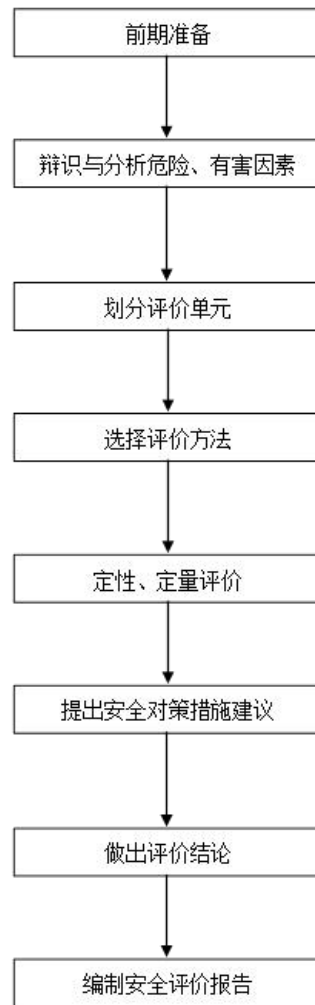 前期准备
辩识与分析危险、有害因素
划分评价单元
选择评价方法
定性、定量评价
提出安全对策措施建议
做出评价结论
编制安全评价报告